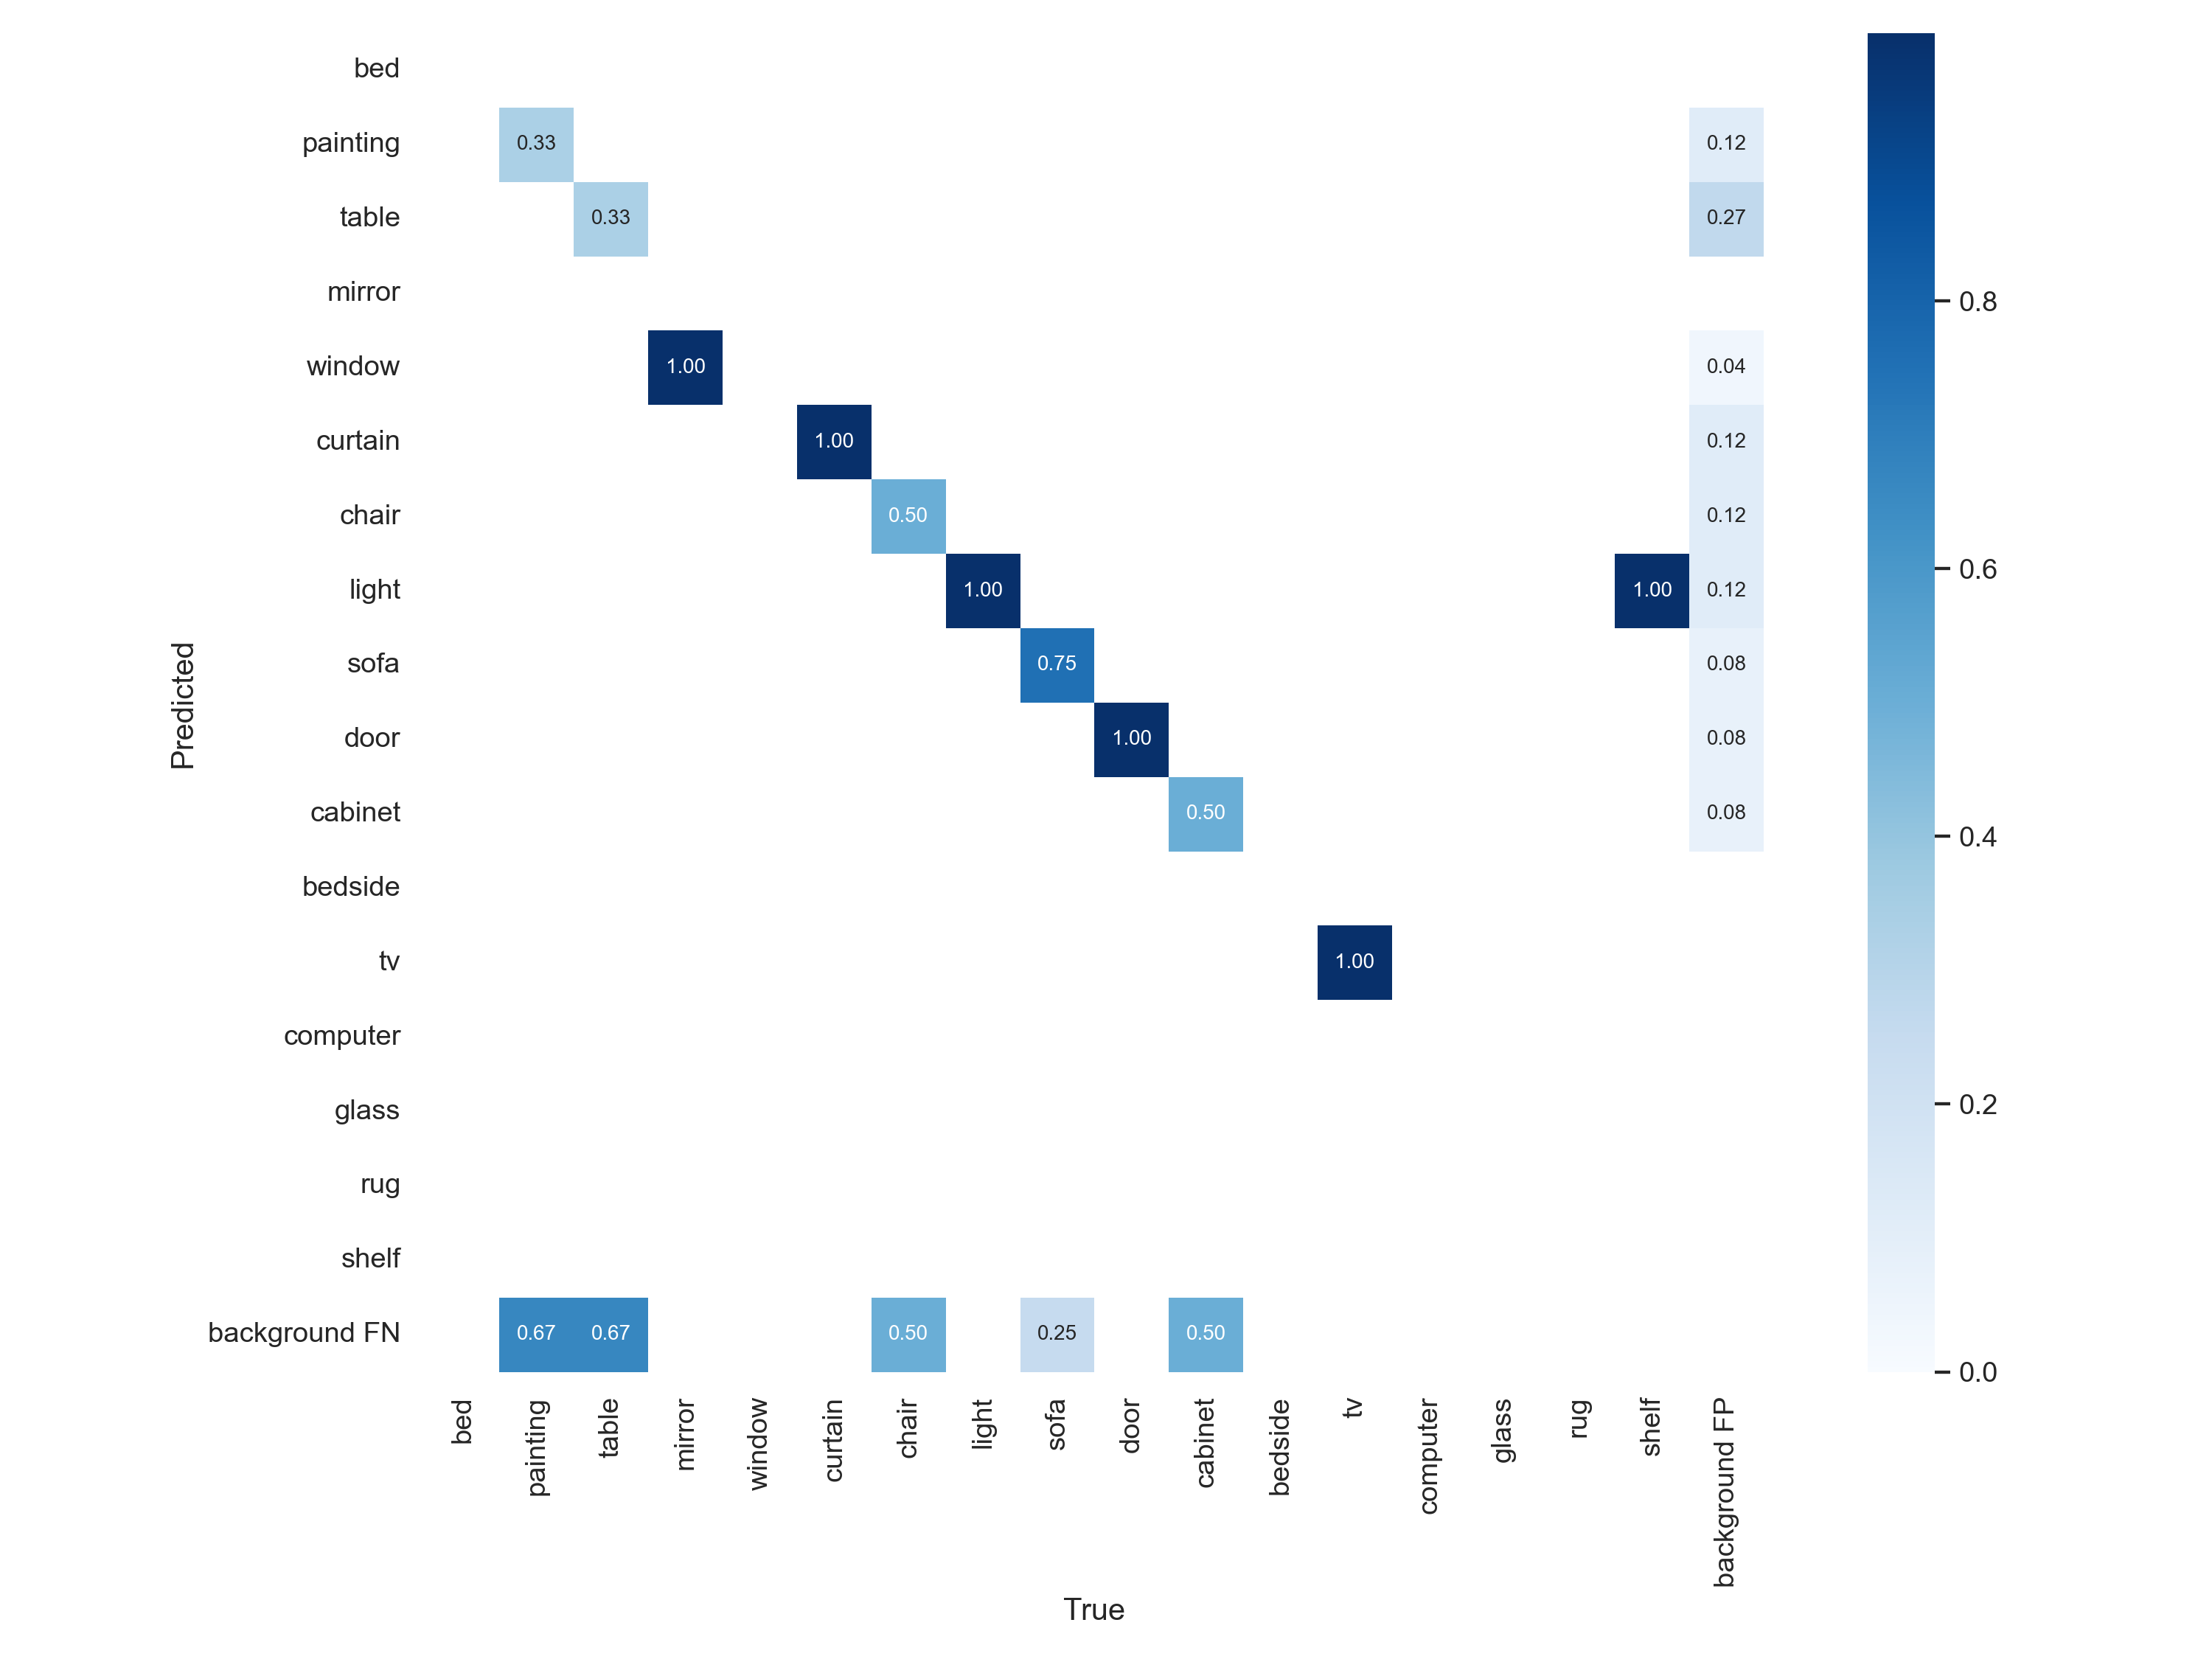 bed
painting 0.33 0.12
table 0.33 0.27
mirror
0.8
window 1.00 0.04
curtain 1.00 0.12
chair 0.50 0.12
0.6
light 1.00 1.00 0.12
sofa 0.75 0.08
Predicted
door 1.00 0.08
cabinet 0.50 0.08
0.4
bedside
tv 1.00
computer
glass
0.2
rug
shelf
background FN 0.67 0.67 0.50 0.25 0.50
0.0
bed painting table mirror window curtain chair light sofa door cabinet bedside tv computer glass rug shelf background FP
True